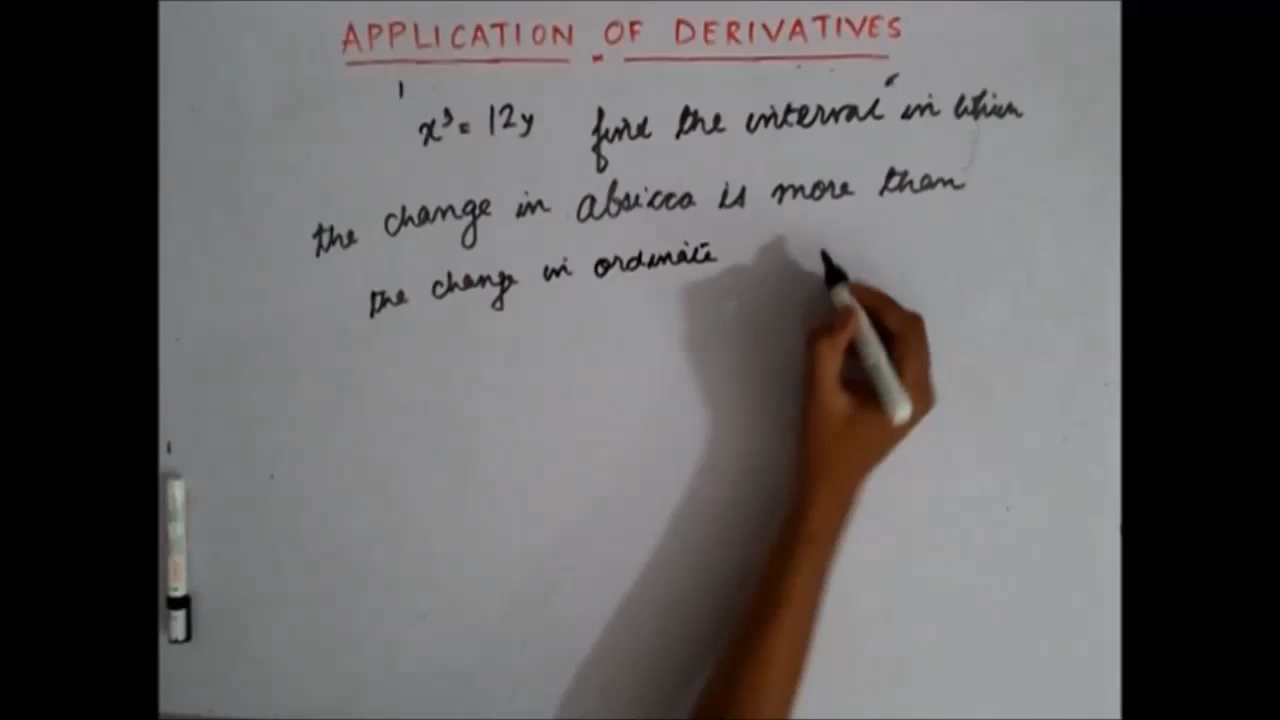 APPLICATION OF DERIVATIVES
x³ = 12y find the interval in which
the change in absicca is more than
the change in ordinate